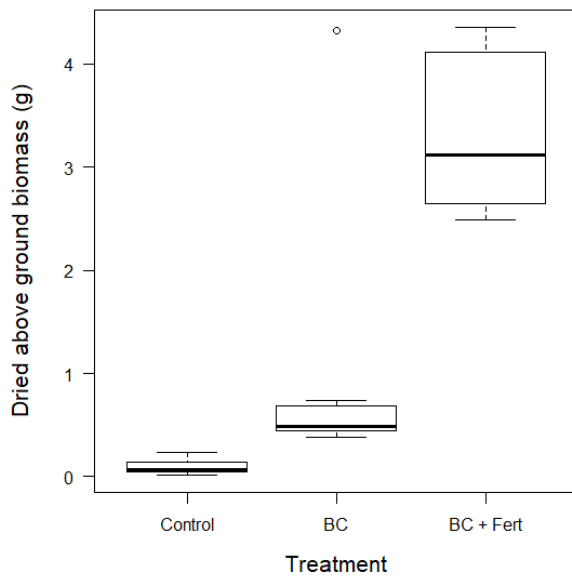 Dried above ground biomass (g)
4
3
2
1
0
Control BC BC + Fert
Treatment